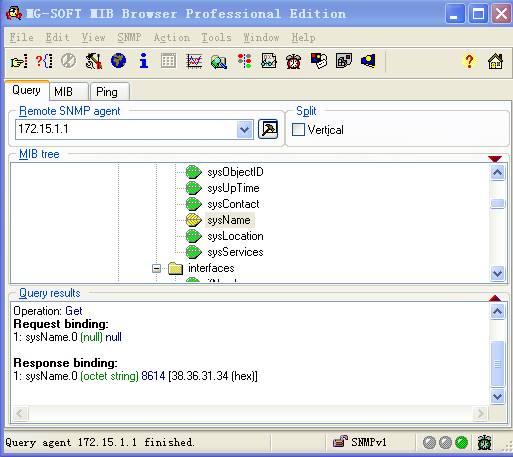 MG-SOFT MIB Browser Professional Edition
File Edit View SNMP Action Tools Window Help
Query MIB Ping
Remote SNMP agent
172.15.1.1
Split
Vertical
MIB tree
sysObjectID
sysUpTime
sysContact
sysName
sysLocation
sysServices
interfaces
Query results
Operation: Get
Request binding:
1: sysName.0 (null) null
Response binding:
1: sysName.0 (octet string) 8614 [38.36.31.34 (hex)]
Query agent 172.15.1.1 finished.
SNMPv1